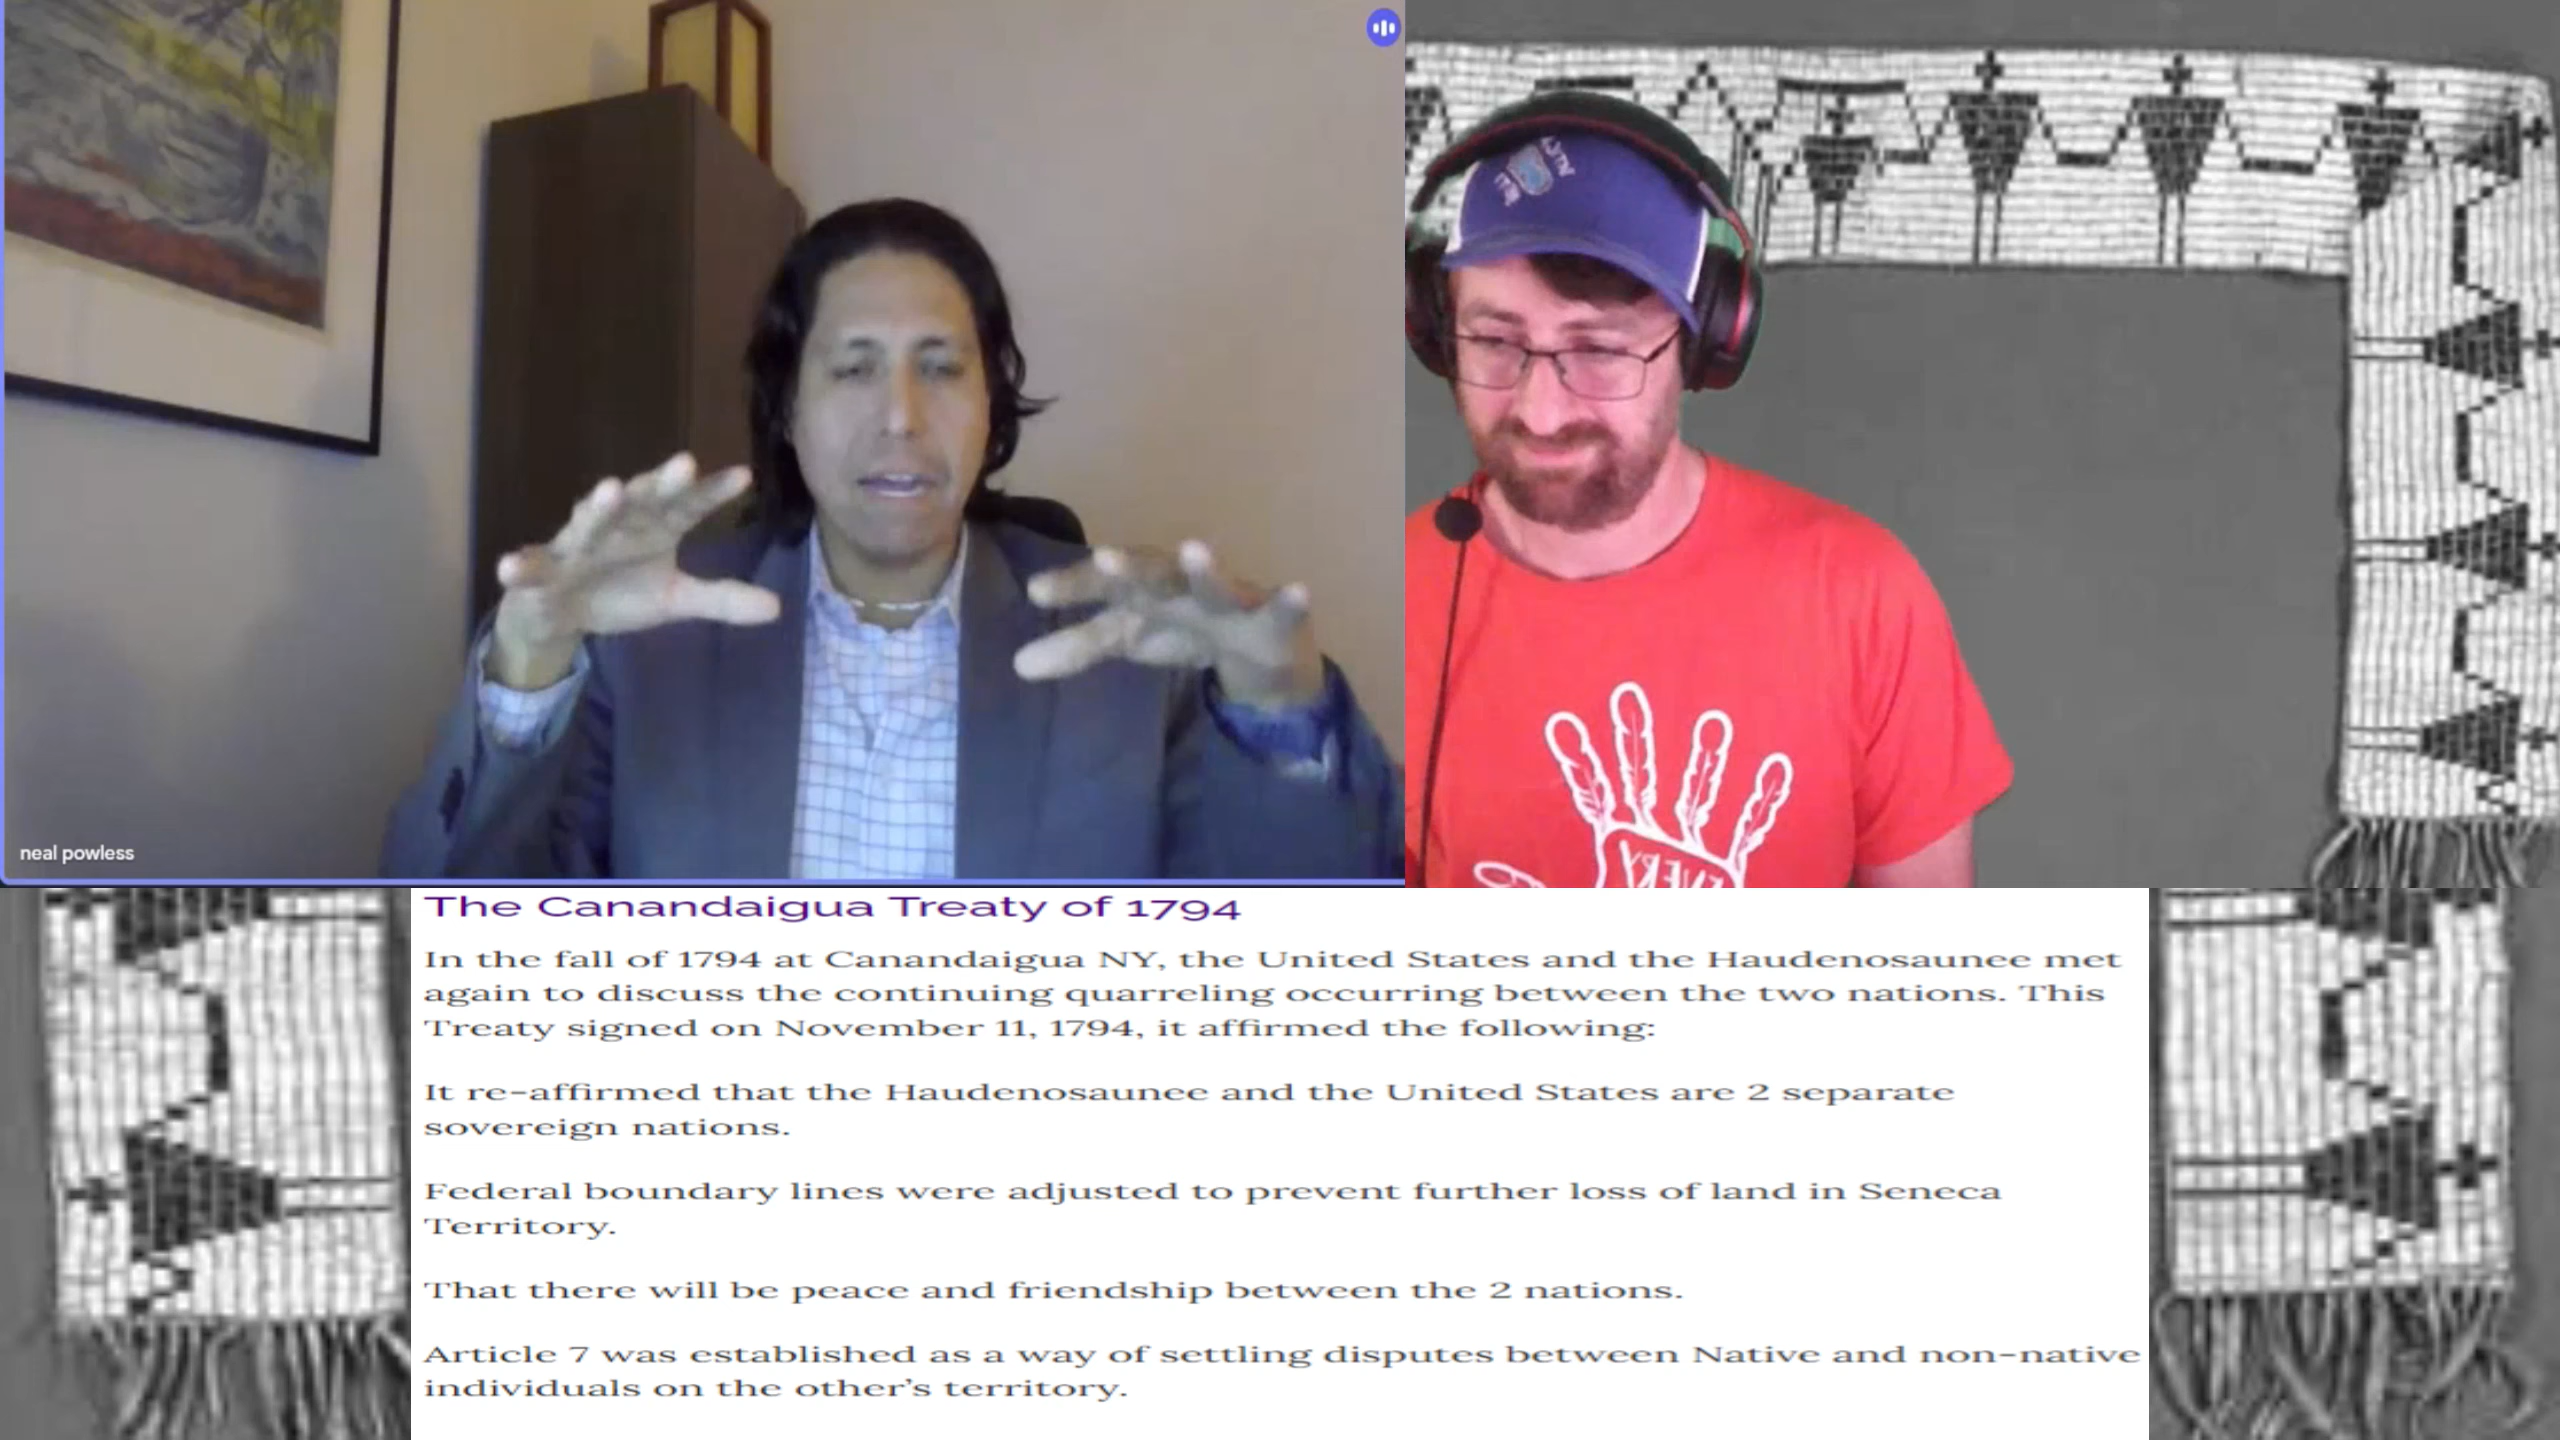 neal powless
EVERY
The Canandaigua Treaty of 1794
In the fall of 1794 at Canandaigua NY, the United States and the Haudenosaunee met
again to discuss the continuing quarreling occurring between the two nations. This
Treaty signed on November 11, 1794, it affirmed the following:
It re-affirmed that the Haudenosaunee and the United States are 2 separate
sovereign nations.
Federal boundary lines were adjusted to prevent further loss of land in Seneca
Territory.
That there will be peace and friendship between the 2 nations.
Article 7 was established as a way of settling disputes between Native and non-native
individuals on the other's territory.